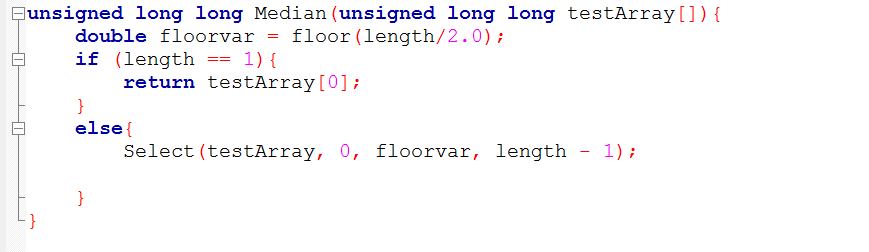 unsigned long long Median(unsigned long long testArray[]){
    double floorvar = floor(length/2.0);
    if (length == 1){
        return testArray[0];
    }
    else{
        Select(testArray, 0, floorvar, length - 1);
    }
}